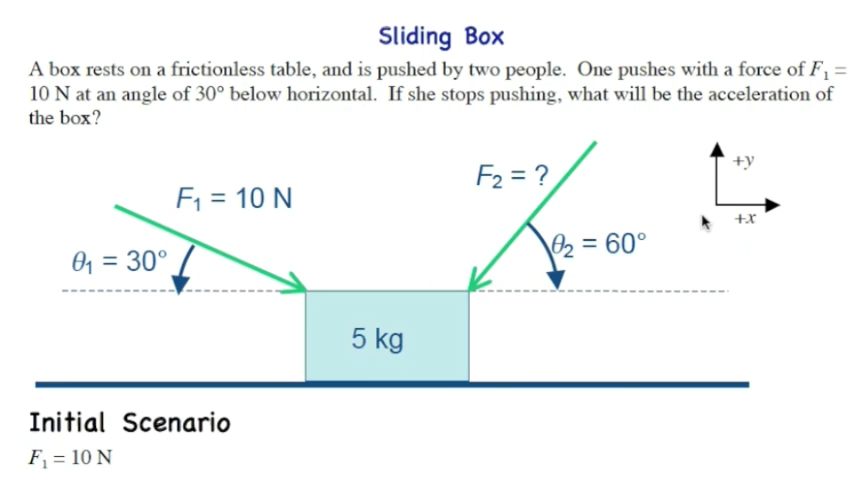 Sliding Box
A box rests on a frictionless table, and is pushed by two people. One pushes with a force of F₁ =
10 N at an angle of 30° below horizontal. If she stops pushing, what will be the acceleration of
the box?
F₁ = 10 N
F₂ = ?
+y
+x
θ₁ = 30°
θ₂ = 60°
5 kg
Initial Scenario
F₁ = 10 N